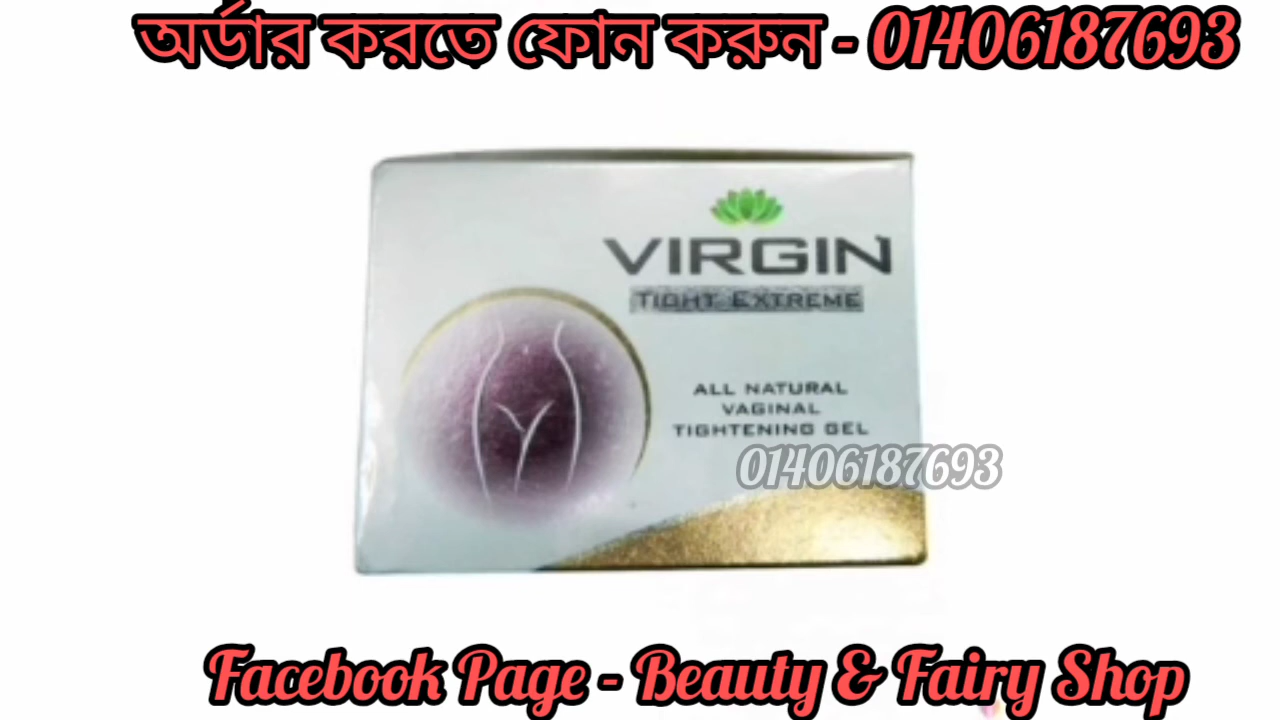 অর্ডার করতে ফোন করুন - 01406187693
VIRGIN
TIGHT EXTREME
ALL NATURAL
VAGINAL
TIGHTENING GEL
01406187693
Facebook Page - Beauty & Fairy Shop